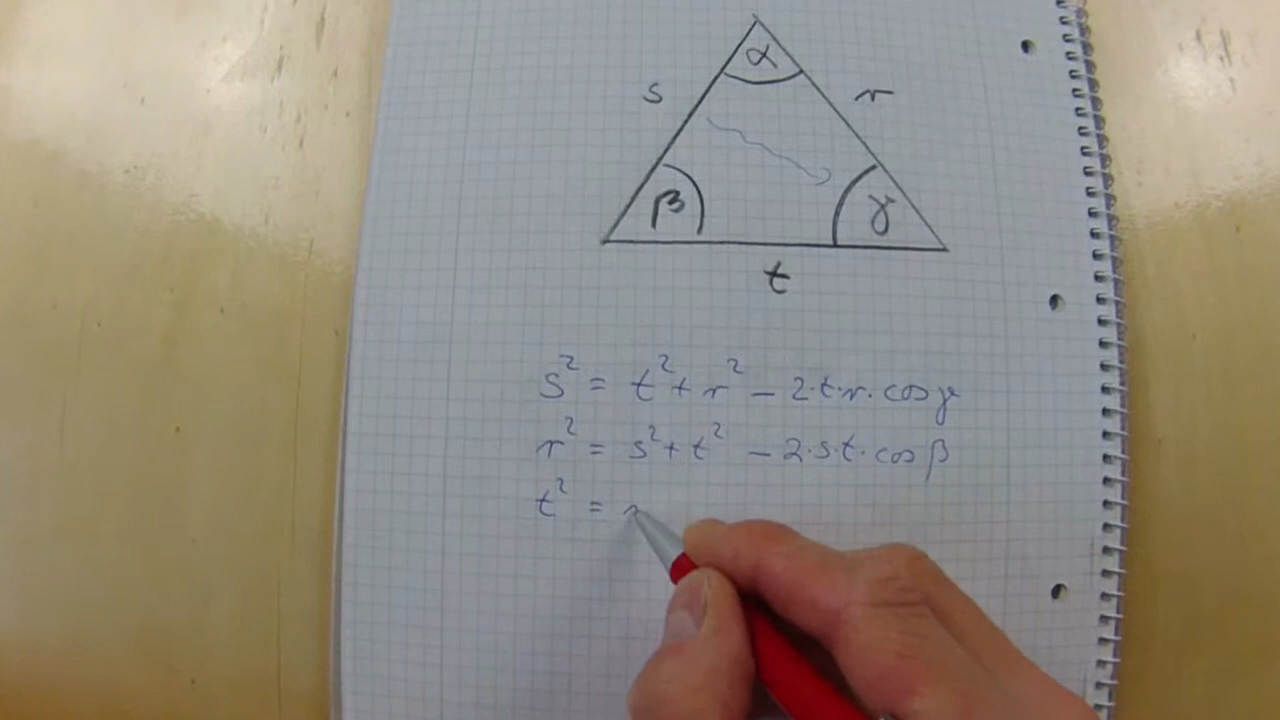 α
s r
β γ
t
s² = t² + r² - 2·t·r·cos γ
r² = s² + t² - 2·s·t·cos β
t² = r